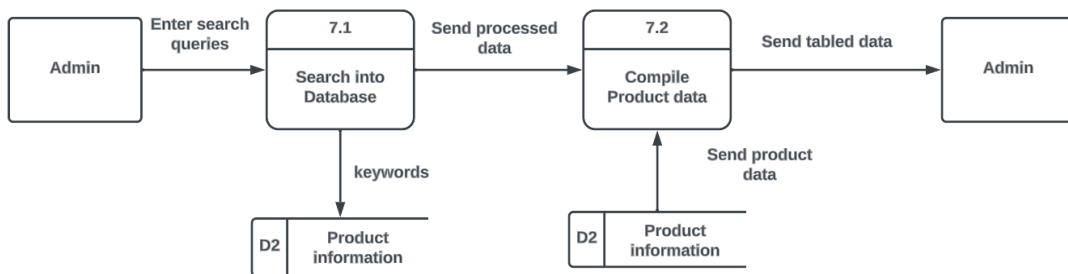 Admin
Enter search
queries
7.1
Search into
Database
Send processed
data
7.2
Compile
Product data
Send tabled data
Admin
keywords
Send product
data
D2
Product
information
D2
Product
information